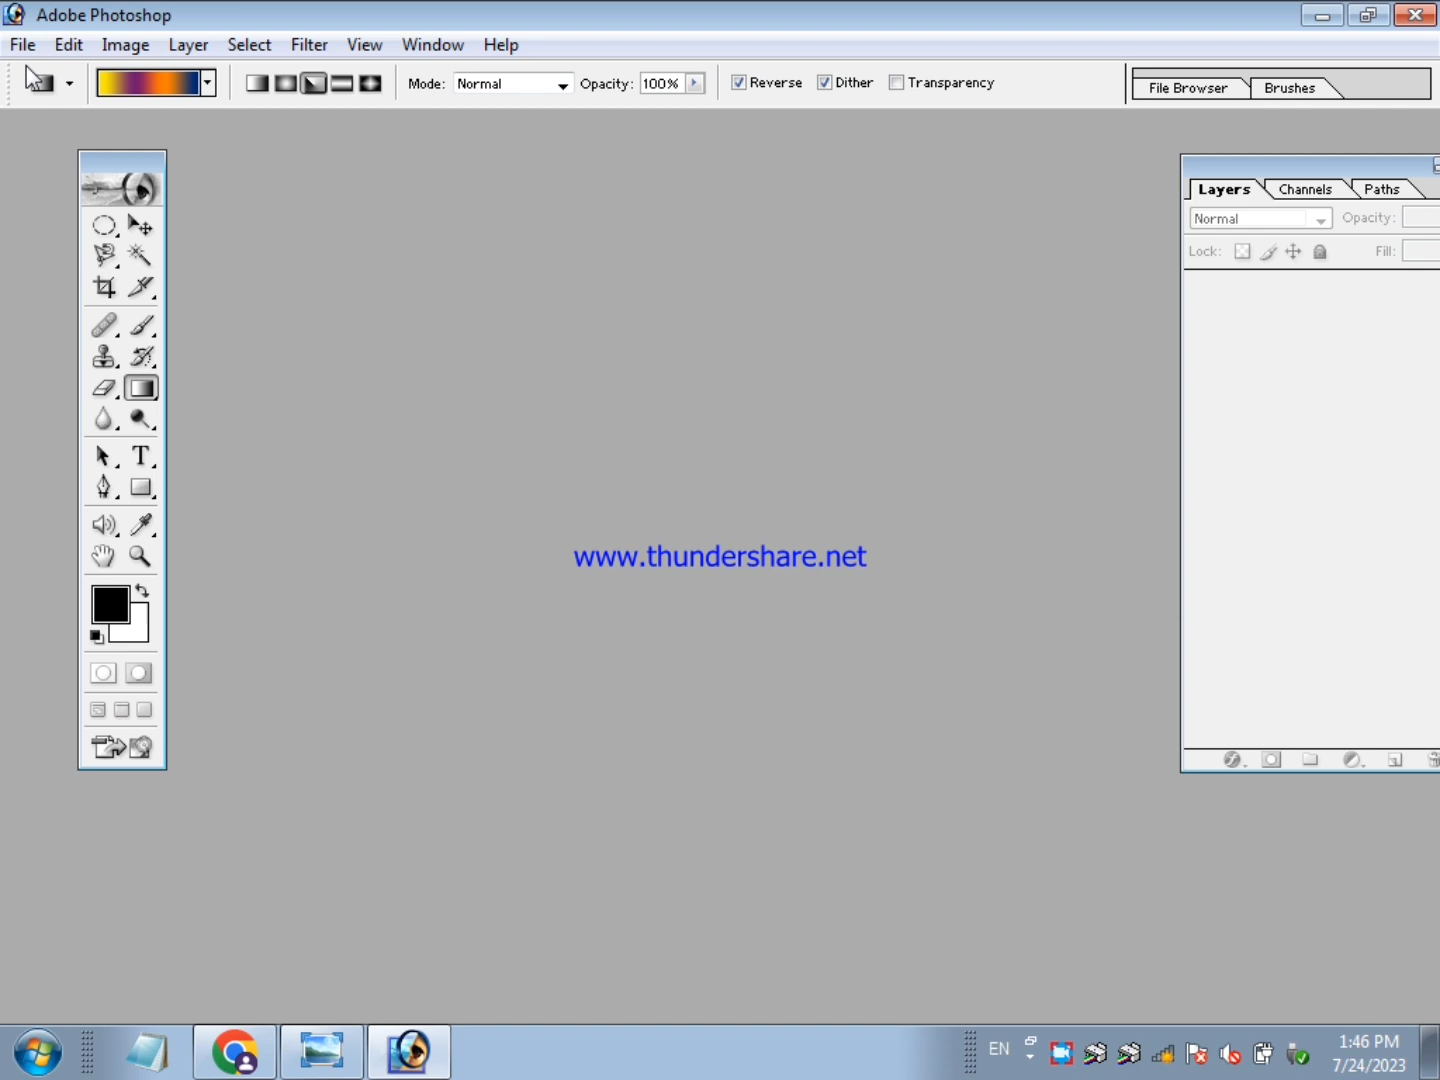 Adobe Photoshop
File Edit Image Layer Select Filter View Window Help
Mode: Normal Opacity: 100% Reverse Dither Transparency File Browser Brushes
Layers Channels Paths
Normal Opacity:
Lock: Fill:
T
www.thundershare.net
EN 1:46 PM
7/24/2023